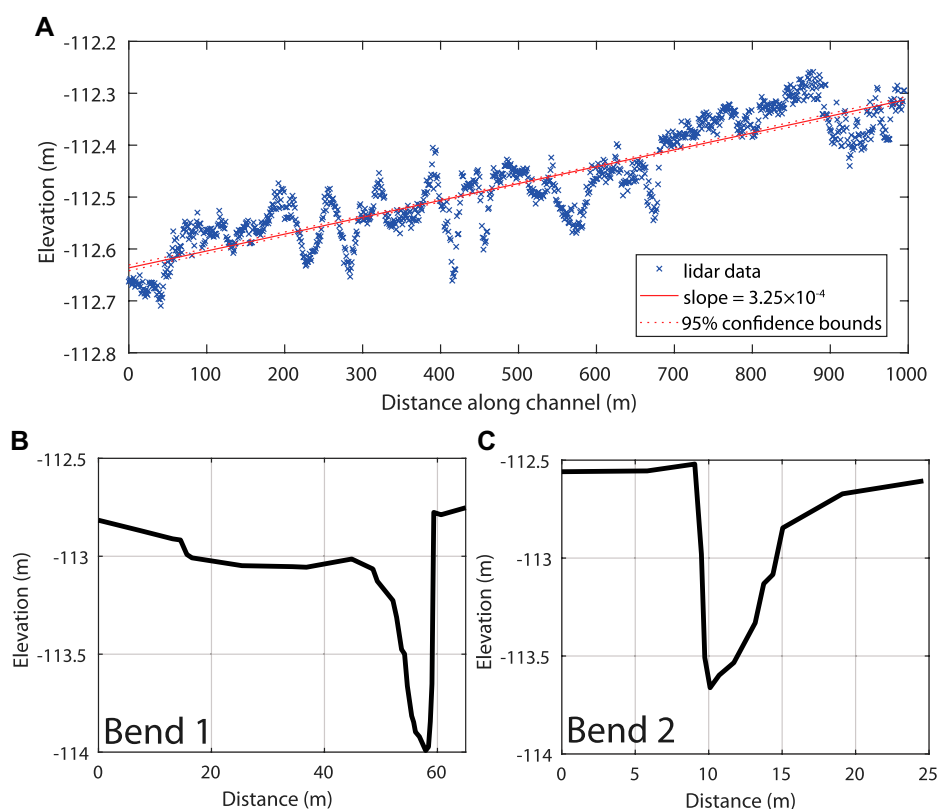 A
-112.2
-112.3
-112.4
-112.5
-112.6
-112.7
-112.8
Elevation (m)
lidar data
slope = 3.25×10⁻⁴
95% confidence bounds
0 100 200 300 400 500 600 700 800 900 1000
Distance along channel (m)
B
-112.5
-113
-113.5
-114
Elevation (m)
Bend 1
0 20 40 60
Distance (m)
C
-112.5
-113
-113.5
-114
Elevation (m)
Bend 2
0 5 10 15 20 25
Distance (m)